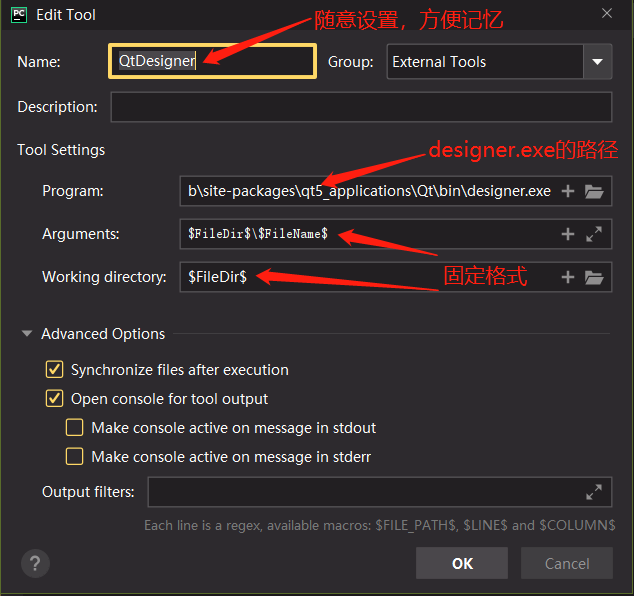 PC Edit Tool
随意设置，方便记忆
Name: QtDesigner Group: External Tools
Description:
designer.exe的路径
Tool Settings
Program: b\site-packages\qt5_applications\Qt\bin\designer.exe
Arguments: $FileDir$\$FileName$
固定格式
Working directory: $FileDir$
Advanced Options
Synchronize files after execution
Open console for tool output
Make console active on message in stdout
Make console active on message in stderr
Output filters:
Each line is a regex, available macros: $FILE_PATH$, $LINE$ and $COLUMN$
? OK Cancel